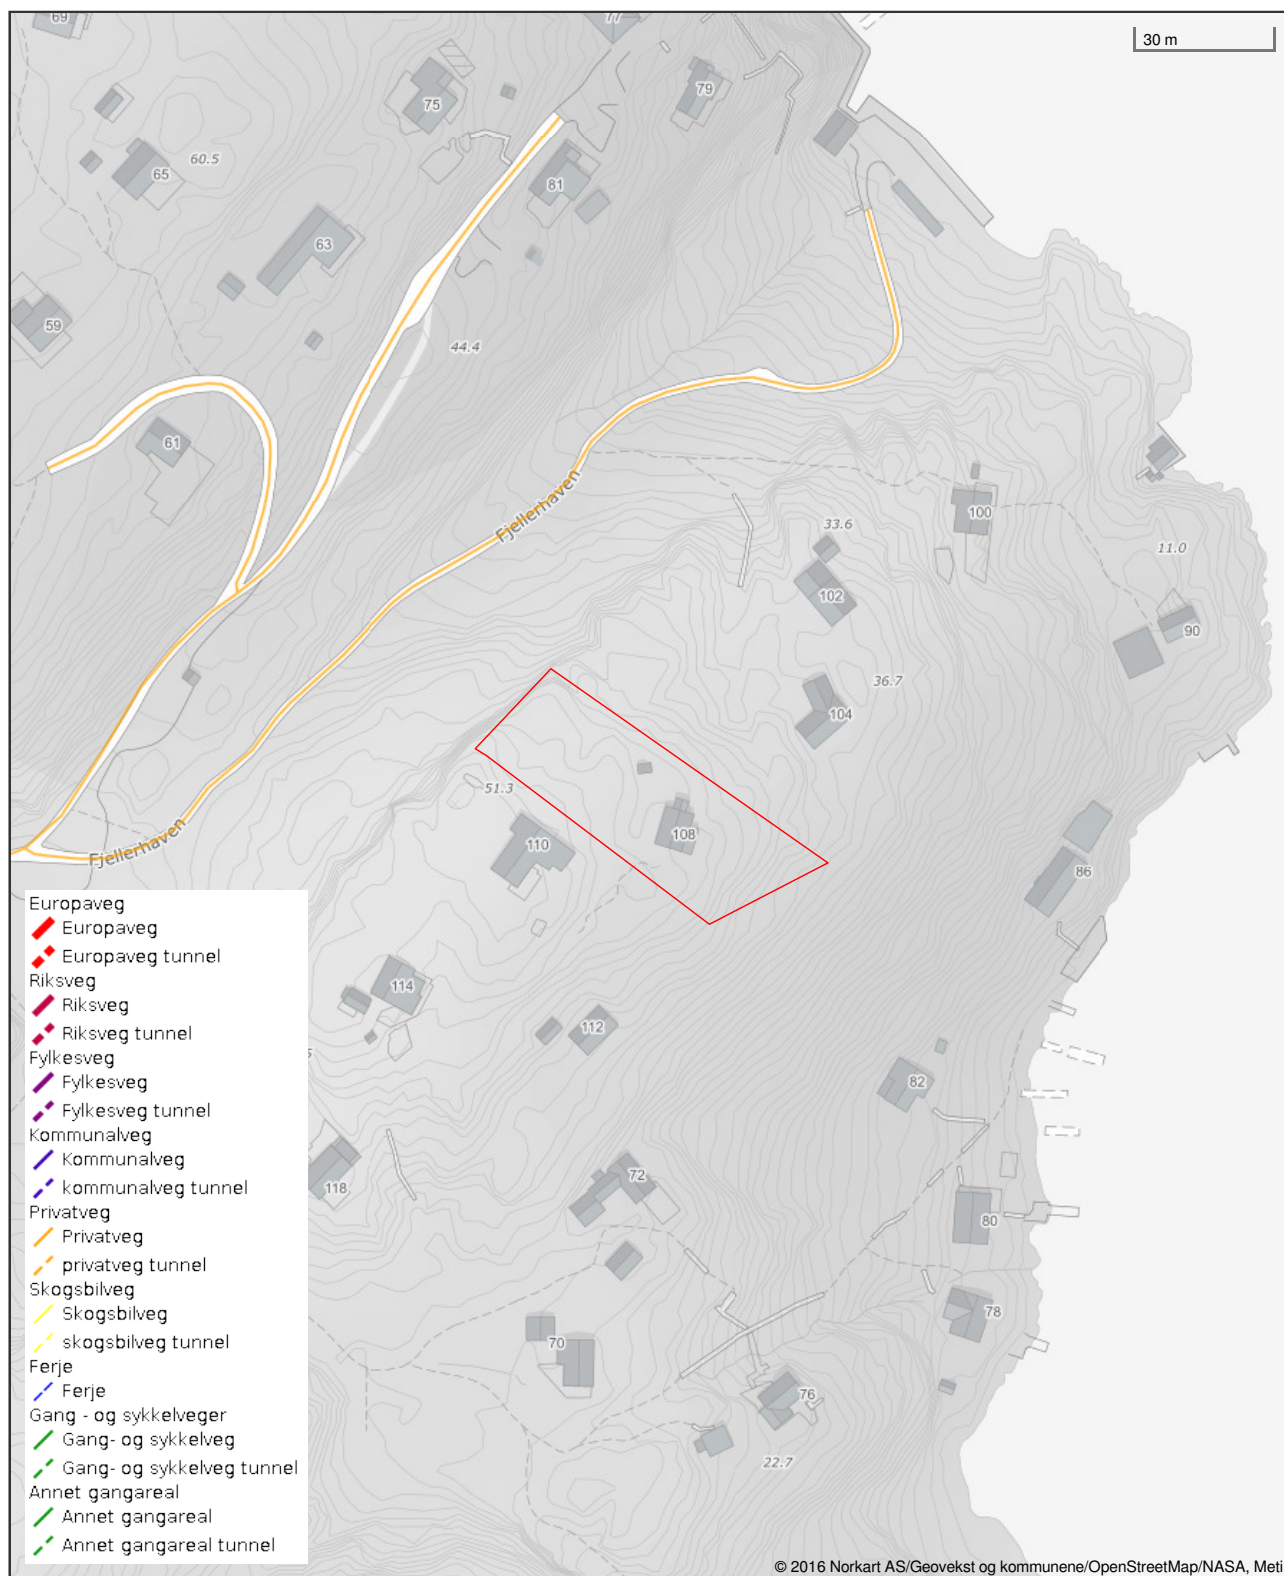 69
77
30 m
75
79
60.5
65
81
63
59
44.4
61
Fjellerhaven
33.6
100
11.0
102
90
36.7
104
51.3
108
110
86
Fjellerhaven
Europaveg
Europaveg
Europaveg tunnel
Riksveg
Riksveg
Riksveg tunnel
Fylkesveg
Fylkesveg
Fylkesveg tunnel
Kommunalveg
Kommunalveg
kommunalveg tunnel
Privatveg
Privatveg
privatveg tunnel
Skogsbilveg
Skogsbilveg
skogsbilveg tunnel
Ferje
Ferje
Gang - og sykkelveger
Gang- og sykkelveg
Gang- og sykkelveg tunnel
Annet gangareal
Annet gangareal
Annet gangareal tunnel
114
112
5
82
72
118
80
78
70
76
22.7
© 2016 Norkart AS/Geovekst og kommunene/OpenStreetMap/NASA, Meti